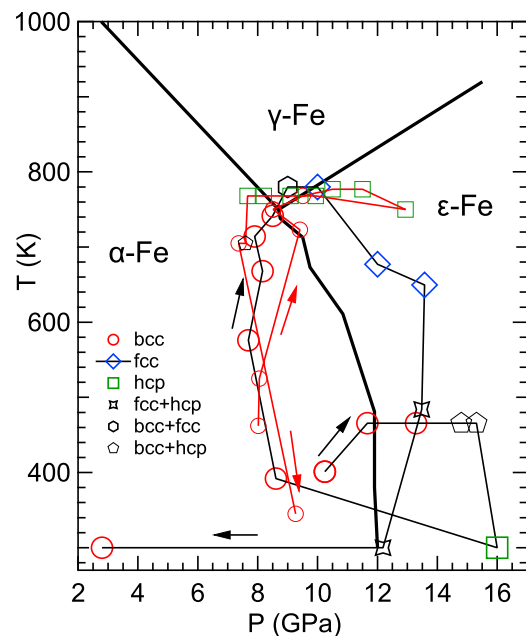 1000
800
600
400
T (K)
γ-Fe
α-Fe
ε-Fe
bcc
fcc
hcp
fcc+hcp
bcc+fcc
bcc+hcp
2 4 6 8 10 12 14 16
P (GPa)